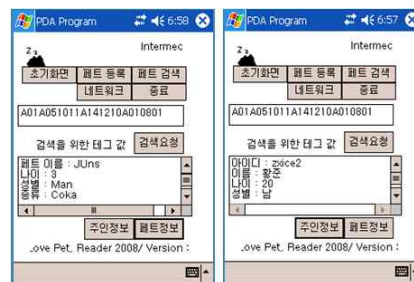 PDA Program 6:58
Intermec
초기화면 페트 등록 페트 검색
네트워크 종료
A01A051011A141210A010801
검색을 위한 테그 값 검색요청
페트 이름 : JUns
나이 : 3
성별 : Man
종류 : Coka
주인정보 페트정보
ove Pet, Reader 2008/ Version :
PDA Program 6:57
Intermec
초기화면 페트 등록 페트 검색
네트워크 종료
A01A051011A141210A010801
검색을 위한 테그 값 검색요청
아이디 : zxice2
이름 : 황준
나이 : 20
성별 : 남
주인정보 페트정보
ove Pet, Reader 2008/ Version :